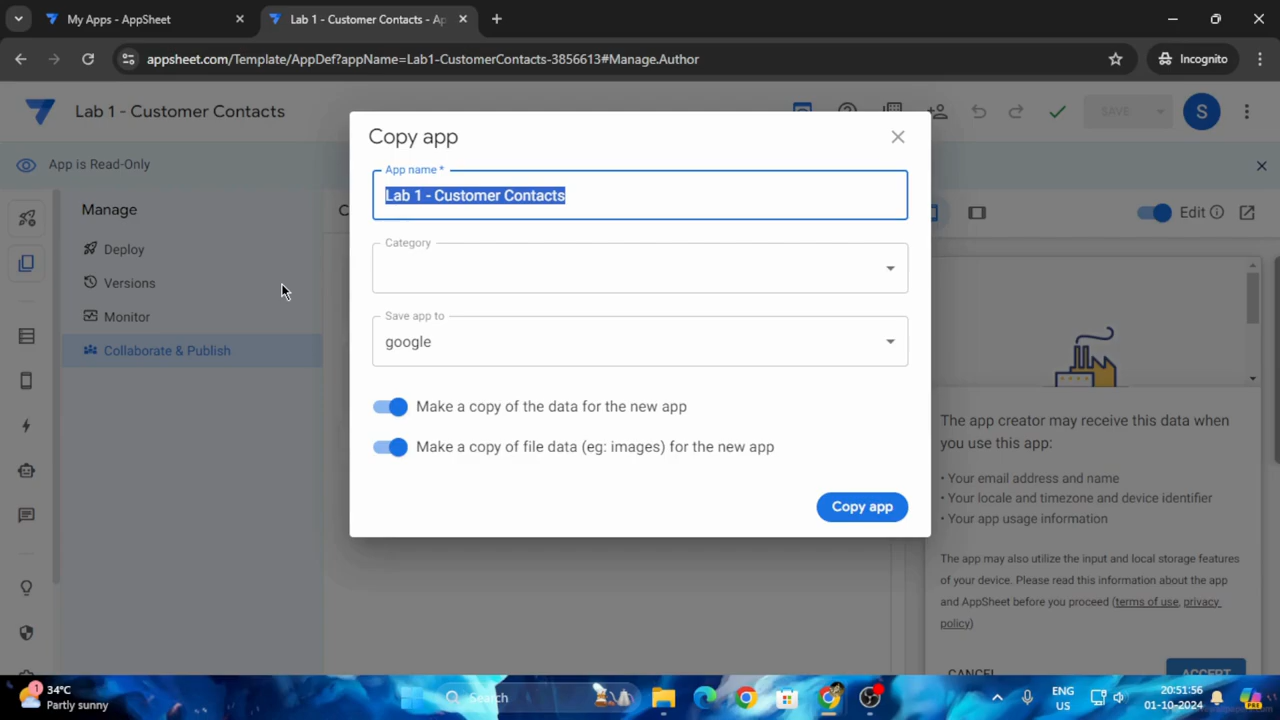 My Apps - AppSheet
Lab 1 - Customer Contacts - Ap
appsheet.com/Template/AppDef?appName=Lab1-CustomerContacts-3856613#Manage.Author
Incognito
Lab 1 - Customer Contacts
SAVE
S
App is Read-Only
Manage
Deploy
Versions
Monitor
Collaborate & Publish
Copy app
App name *
Lab 1 - Customer Contacts
Category
Save app to
google
Make a copy of the data for the new app
Make a copy of file data (eg: images) for the new app
Copy app
Edit
The app creator may receive this data when
you use this app:
• Your email address and name
• Your locale and timezone and device identifier
• Your app usage information
The app may also utilize the input and local storage features
of your device. Please read this information about the app
and AppSheet before you proceed (terms of use, privacy
policy)
CANCEL
ACCEPT
1
34°C
Partly sunny
Search
ENG
US
20:51:56
01-10-2024
PRE